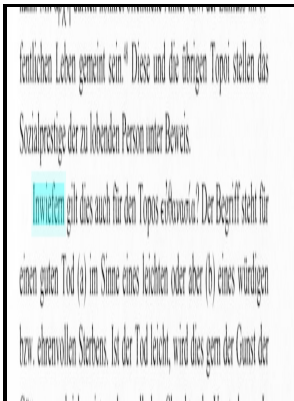 fentlichen Leben gemeint sein. Diese und die übrigen Topoi stellen das
Sozialprestige der zu lobenden Person unter Beweis.
Inwiefern gilt dies auch für den Topos εὐθανασία? Der Begriff steht für
einen guten Tod (a) im Sinne eines leichten oder aber (b) eines würdigen
bzw. ehrenvollen Sterbens. Ist der Tod leicht, wird dies gern der Gunst der